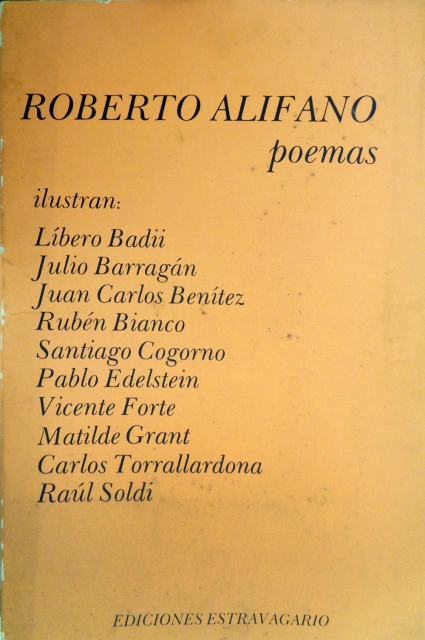 ROBERTO ALIFANO
poemas
ilustran:
Líbero Badii
Julio Barragán
Juan Carlos Benítez
Rubén Bianco
Santiago Cogorno
Pablo Edelstein
Vicente Forte
Matilde Grant
Carlos Torrallardona
Raúl Soldi
EDICIONES ESTRAVAGARIO